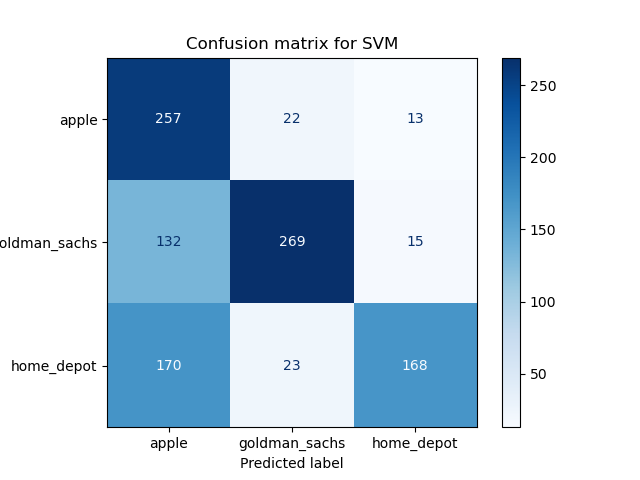 Confusion matrix for SVM
apple 257 22 13
oldman_sachs 132 269 15
home_depot 170 23 168
apple goldman_sachs home_depot
Predicted label
250
200
150
100
50